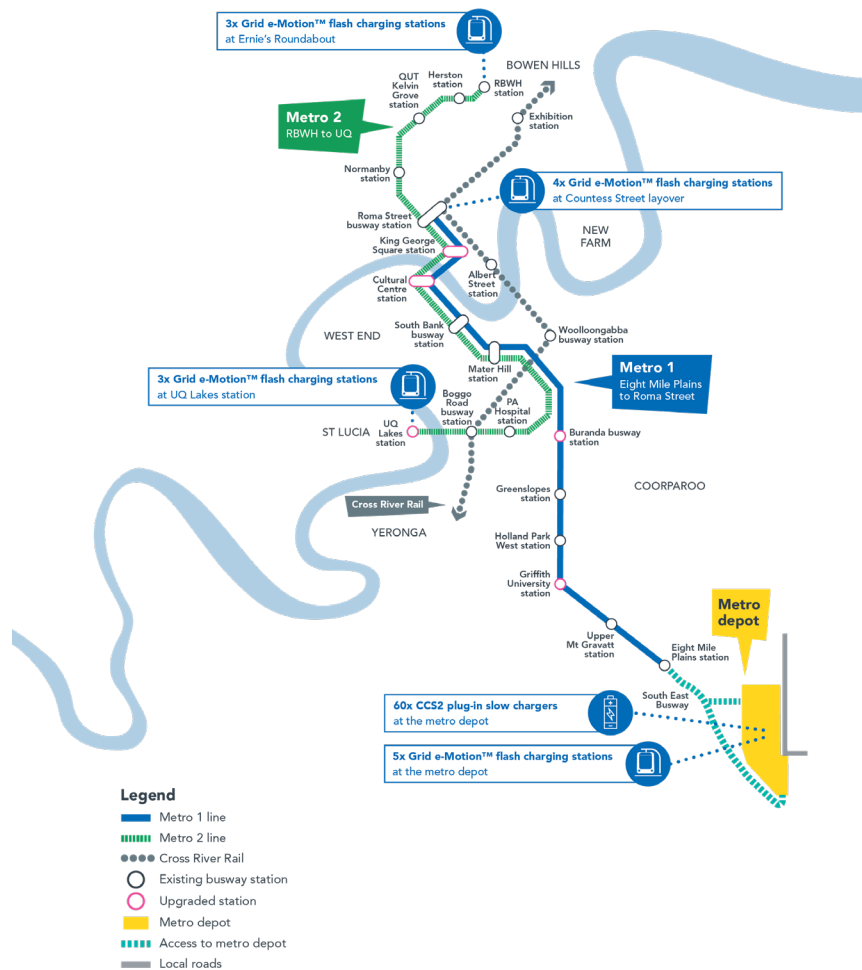 3x Grid e-Motion™ flash charging stations
at Ernie's Roundabout
BOWEN HILLS
QUT
Kelvin
Grove
station
Herston
station
RBWH
station
Metro 2
RBWH to UQ
Exhibition
station
Normanby
station
4x Grid e-Motion™ flash charging stations
at Countess Street layover
Roma Street
busway station
NEW
FARM
King George
Square station
Cultural
Centre
station
Albert
Street
station
WEST END
South Bank
busway
station
Woolloongabba
busway station
Mater Hill
station
Metro 1
Eight Mile Plains
to Roma Street
3x Grid e-Motion™ flash charging stations
at UQ Lakes station
Boggo
Road
busway
station
PA
Hospital
station
ST LUCIA
UQ
Lakes
station
Buranda busway
station
COORPAROO
Greenslopes
station
Cross River Rail
YERONGA
Holland Park
West station
Griffith
University
station
Metro
depot
Upper
Mt Gravatt
station
Eight Mile
Plains station
South East
Busway
60x CCS2 plug-in slow chargers
at the metro depot
5x Grid e-Motion™ flash charging stations
at the metro depot
Legend
Metro 1 line
Metro 2 line
Cross River Rail
Existing busway station
Upgraded station
Metro depot
Access to metro depot
Local roads